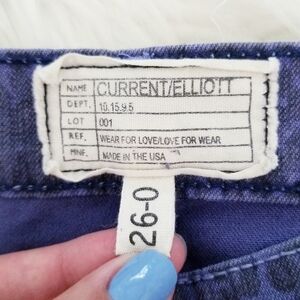 NAME CURRENT/ELLIOTT
DEPT. 10.15.9.5
LOT 001
REF. WEAR FOR LOVE/LOVE FOR WEAR
MNF. MADE IN THE USA
26-0